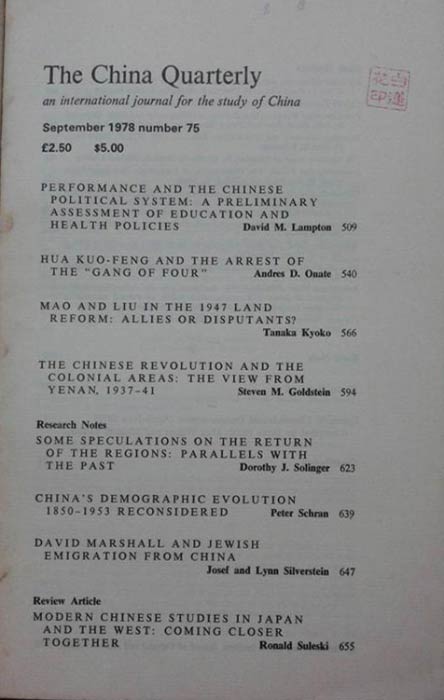 The China Quarterly
an international journal for the study of China
September 1978 number 75
£2.50 $5.00
PERFORMANCE AND THE CHINESE
POLITICAL SYSTEM: A PRELIMINARY
ASSESSMENT OF EDUCATION AND
HEALTH POLICIES David M. Lampton 509
HUA KUO-FENG AND THE ARREST OF
THE "GANG OF FOUR" Andres D. Onate 540
MAO AND LIU IN THE 1947 LAND
REFORM: ALLIES OR DISPUTANTS?
Tanaka Kyoko 566
THE CHINESE REVOLUTION AND THE
COLONIAL AREAS: THE VIEW FROM
YENAN, 1937-41 Steven M. Goldstein 594
Research Notes
SOME SPECULATIONS ON THE RETURN
OF THE REGIONS: PARALLELS WITH
THE PAST Dorothy J. Solinger 623
CHINA'S DEMOGRAPHIC EVOLUTION
1850-1953 RECONSIDERED Peter Schran 639
DAVID MARSHALL AND JEWISH
EMIGRATION FROM CHINA
Josef and Lynn Silverstein 647
Review Article
MODERN CHINESE STUDIES IN JAPAN
AND THE WEST: COMING CLOSER
TOGETHER Ronald Suleski 655